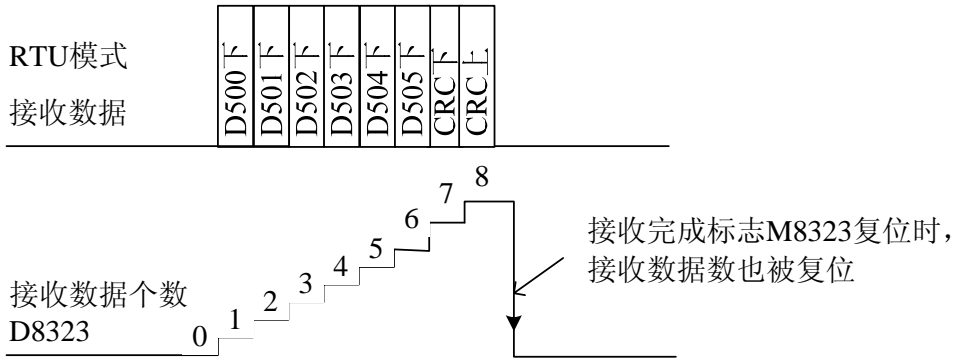 RTU模式
接收数据
D500下
D501下
D502下
D503下
D504下
D505下
CRC下
CRC上
0
1
2
3
4
5
6
7
8
接收数据个数
D8323
接收完成标志M8323复位时，
接收数据数也被复位